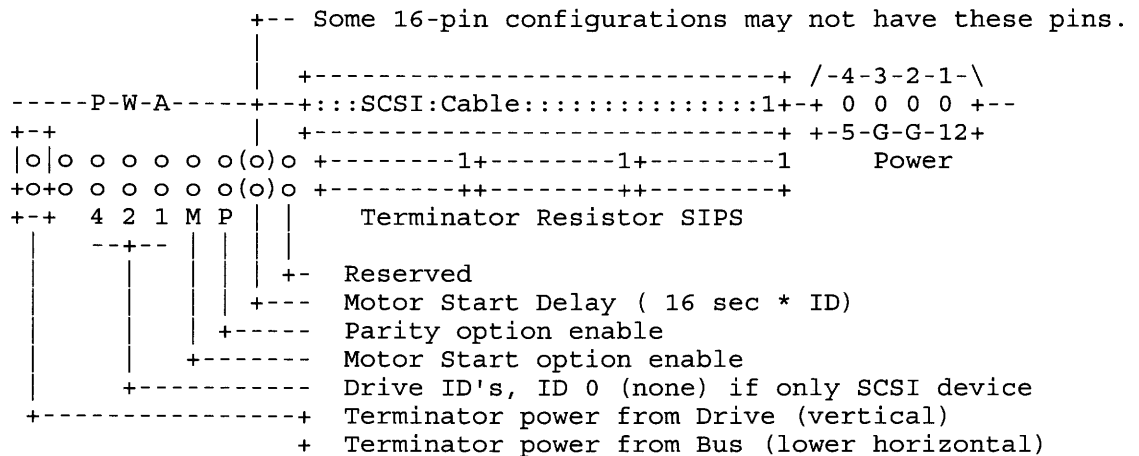 +-- Some 16-pin configurations may not have these pins.
|
| +------------------------------+ /-4-3-2-1-\
-----P-W-A-----+--+:::SCSI:Cable:::::::::::::::1+-+ 0 0 0 0 +--
+-+ | +------------------------------+ +-5-G-G-12+
|o|o o o o o o(o)o +--------1+--------1+--------1 Power
+o+o o o o o o(o)o +--------++--------++--------+
+-+ 4 2 1 M P | | Terminator Resistor SIPS
| --+-- | | | |
| | | | | +- Reserved
| | | | +--- Motor Start Delay ( 16 sec * ID)
| | | +----- Parity option enable
| | +------- Motor Start option enable
| +----------- Drive ID's, ID 0 (none) if only SCSI device
+-----------------+ Terminator power from Drive (vertical)
+ Terminator power from Bus (lower horizontal)